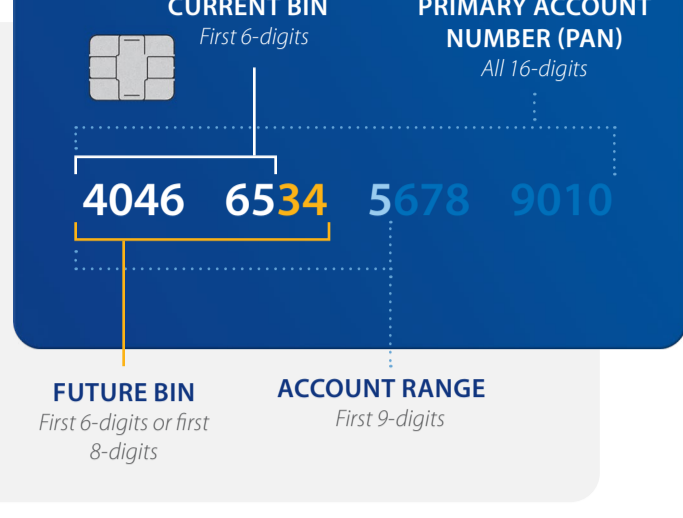 CURRENT BIN
First 6-digits
PRIMARY ACCOUNT
NUMBER (PAN)
All 16-digits
4046 6534 5678 9010
FUTURE BIN
First 6-digits or first
8-digits
ACCOUNT RANGE
First 9-digits